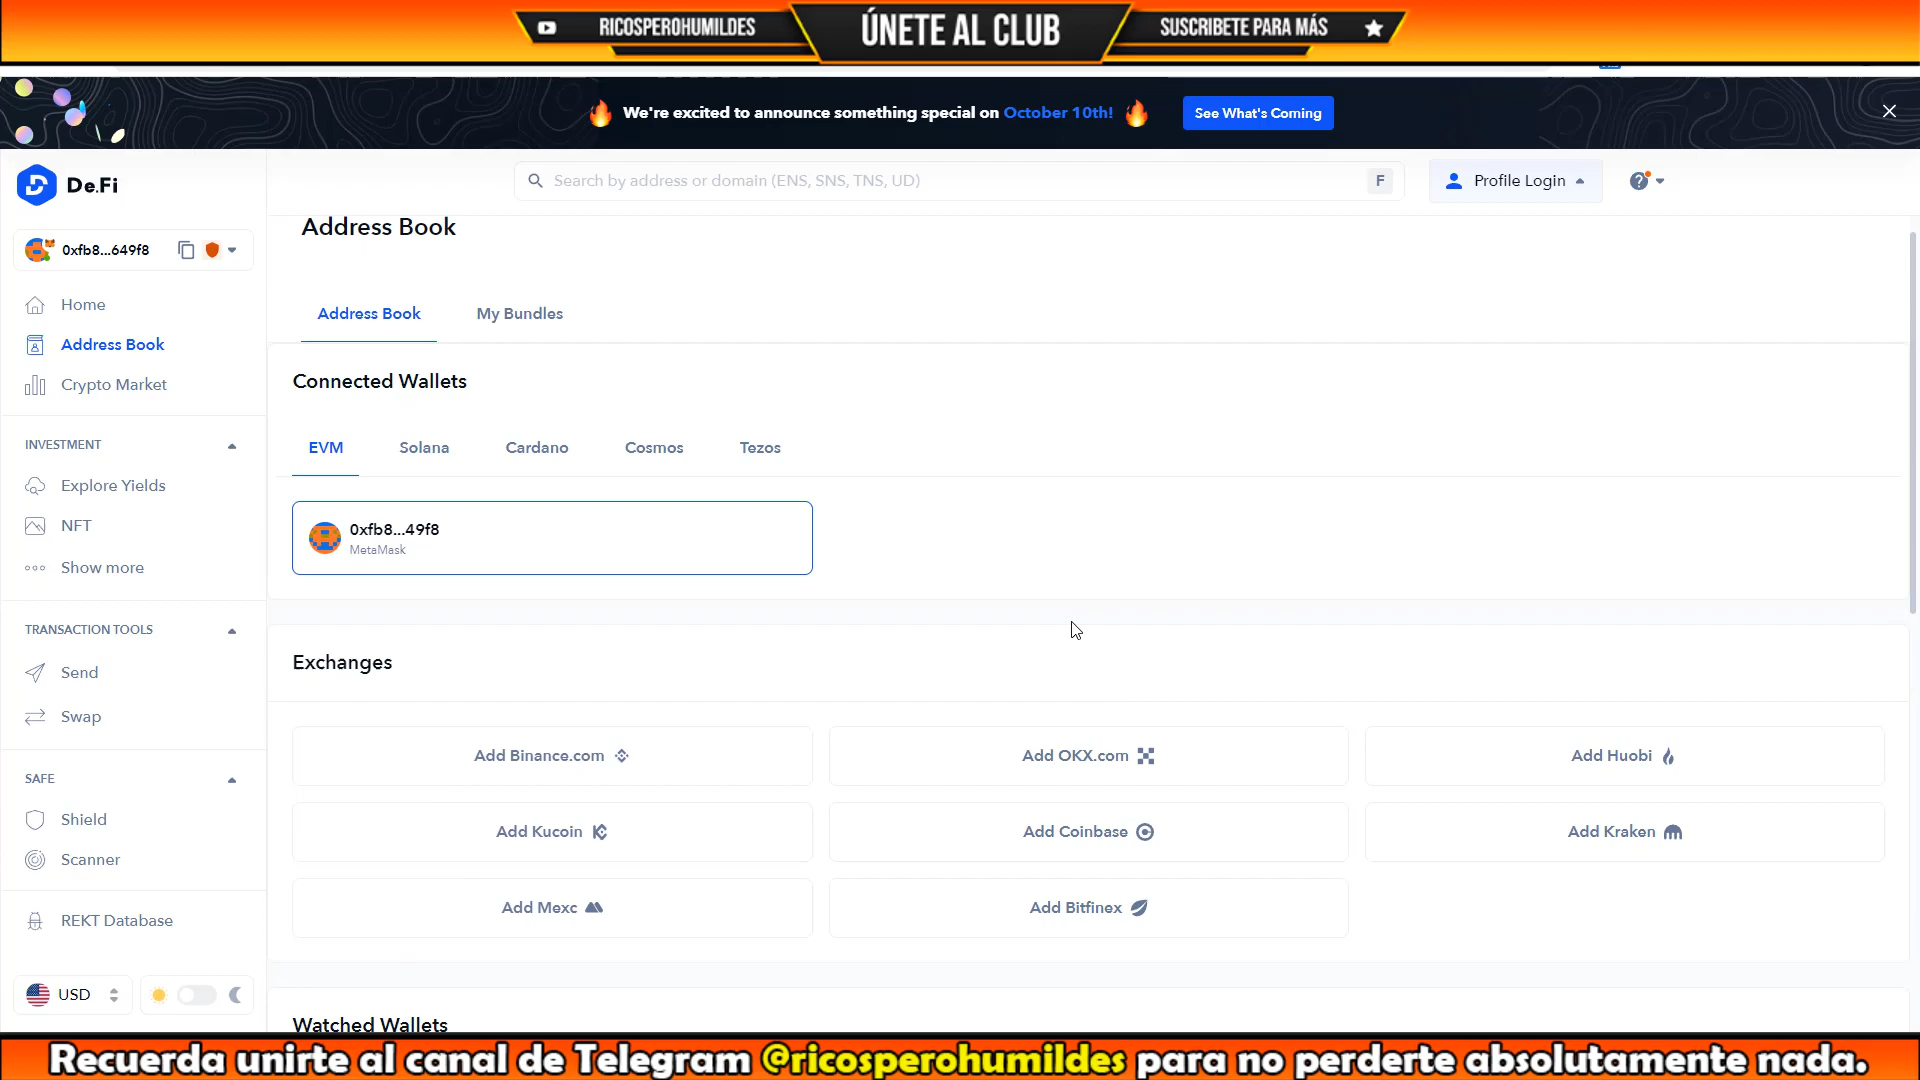 RICOSPEROHUMILDES
ÚNETE AL CLUB
SUSCRIBETE PARA MÁS
We're excited to announce something special on October 10th!
See What's Coming
De.Fi
Search by address or domain (ENS, SNS, TNS, UD)
F
Profile Login
0xfb8...649f8
Home
Address Book
Crypto Market
INVESTMENT
Explore Yields
NFT
Show more
TRANSACTION TOOLS
Send
Swap
SAFE
Shield
Scanner
REKT Database
USD
Address Book
Address Book
My Bundles
Connected Wallets
EVM
Solana
Cardano
Cosmos
Tezos
0xfb8...49f8
MetaMask
Exchanges
Add Binance.com
Add OKX.com
Add Huobi
Add Kucoin
Add Coinbase
Add Kraken
Add Mexc
Add Bitfinex
Watched Wallets
Recuerda unirte al canal de Telegram @ricosperohumildes para no perderte absolutamente nada.